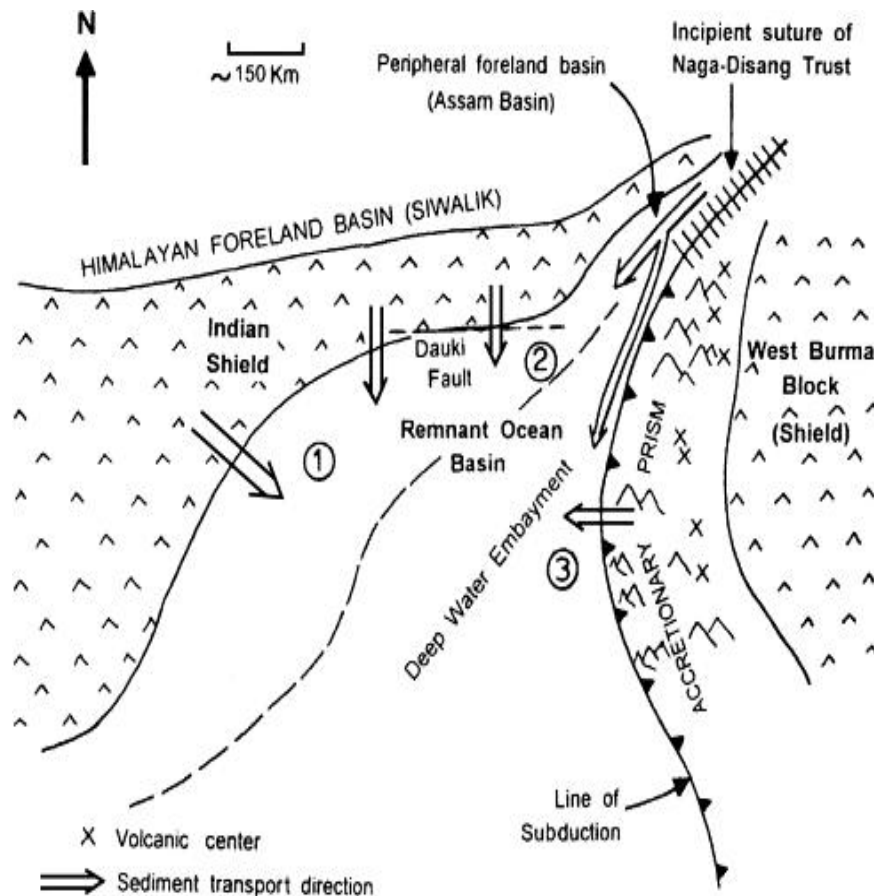 N
~ 150 Km
Incipient suture of
Naga-Disang Trust
Peripheral foreland basin
(Assam Basin)
HIMALAYAN FORELAND BASIN (SIWALIK)
Indian
Shield
Dauki
Fault
2
West Burma
Block
(Shield)
1
Remnant Ocean
Basin
Deep Water Embayment
3
ACCRETIONARY PRISM
Line of
Subduction
X Volcanic center
Sediment transport direction